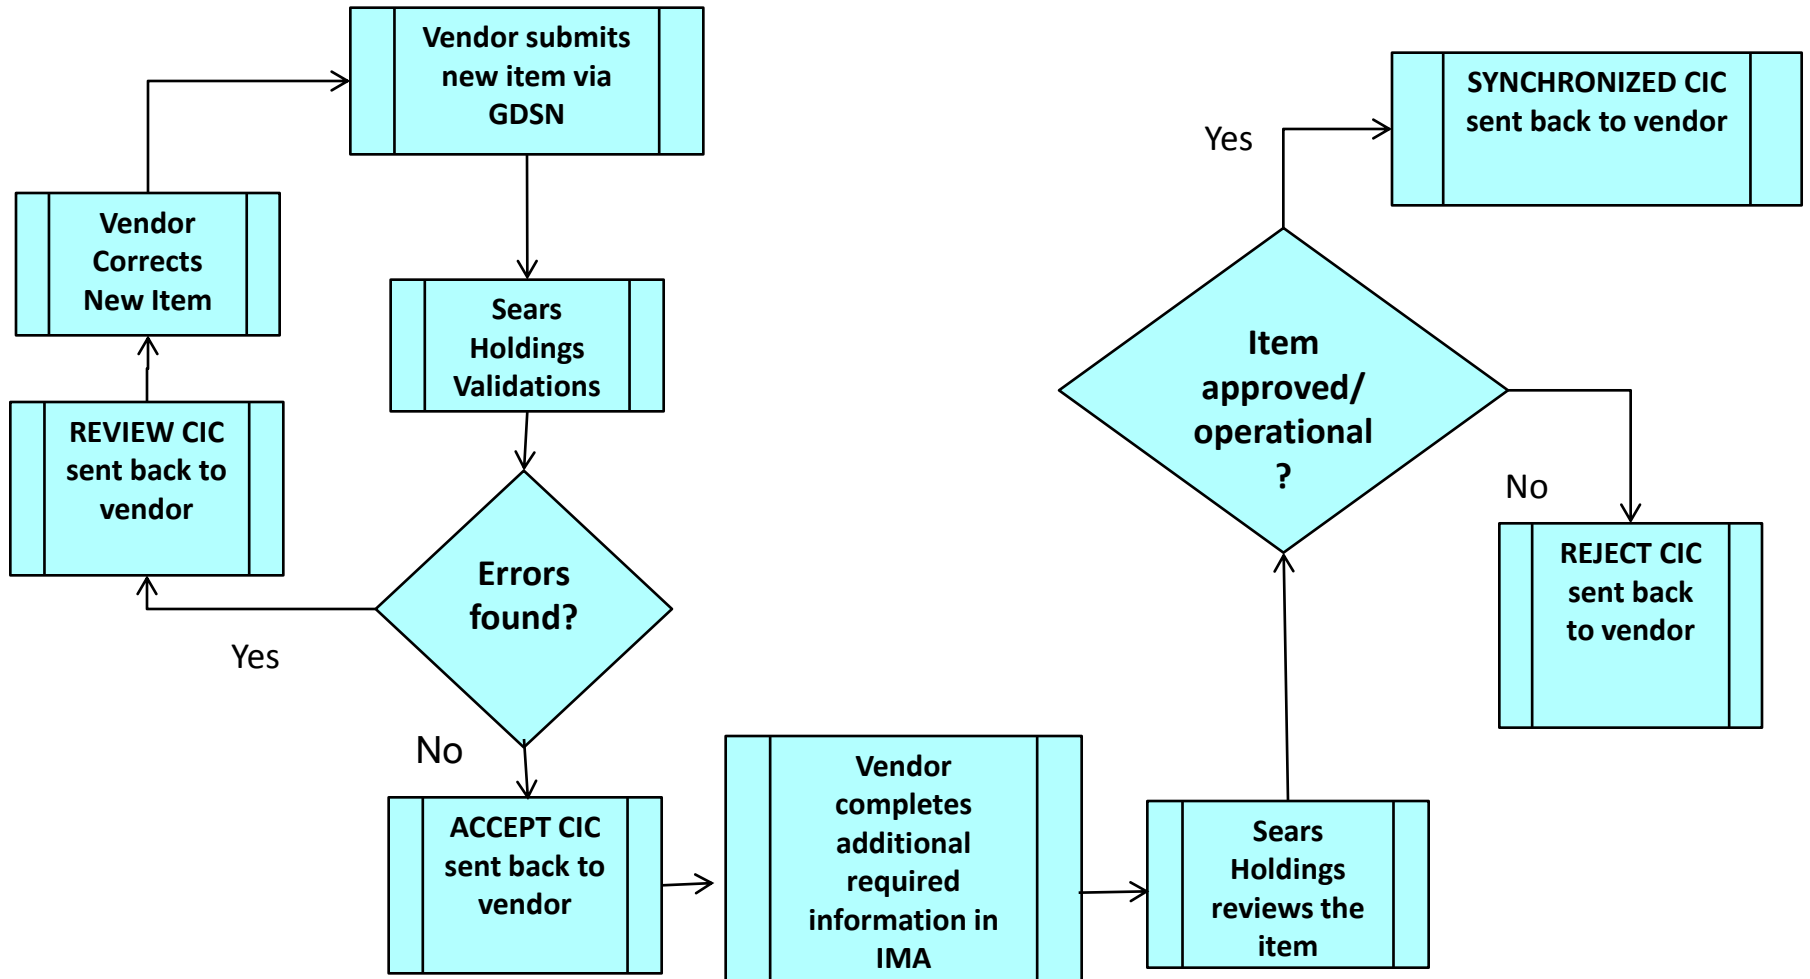 Vendor submits
new item via
GDSN
Sears
Holdings
Validations
Errors
found?
Yes
REVIEW CIC
sent back to
vendor
Vendor
Corrects
New Item
No
ACCEPT CIC
sent back to
vendor
Vendor
completes
additional
required
information in
IMA
Sears
Holdings
reviews the
item
Item
approved/
operational
?
Yes
SYNCHRONIZED CIC
sent back to vendor
No
REJECT CIC
sent back
to vendor